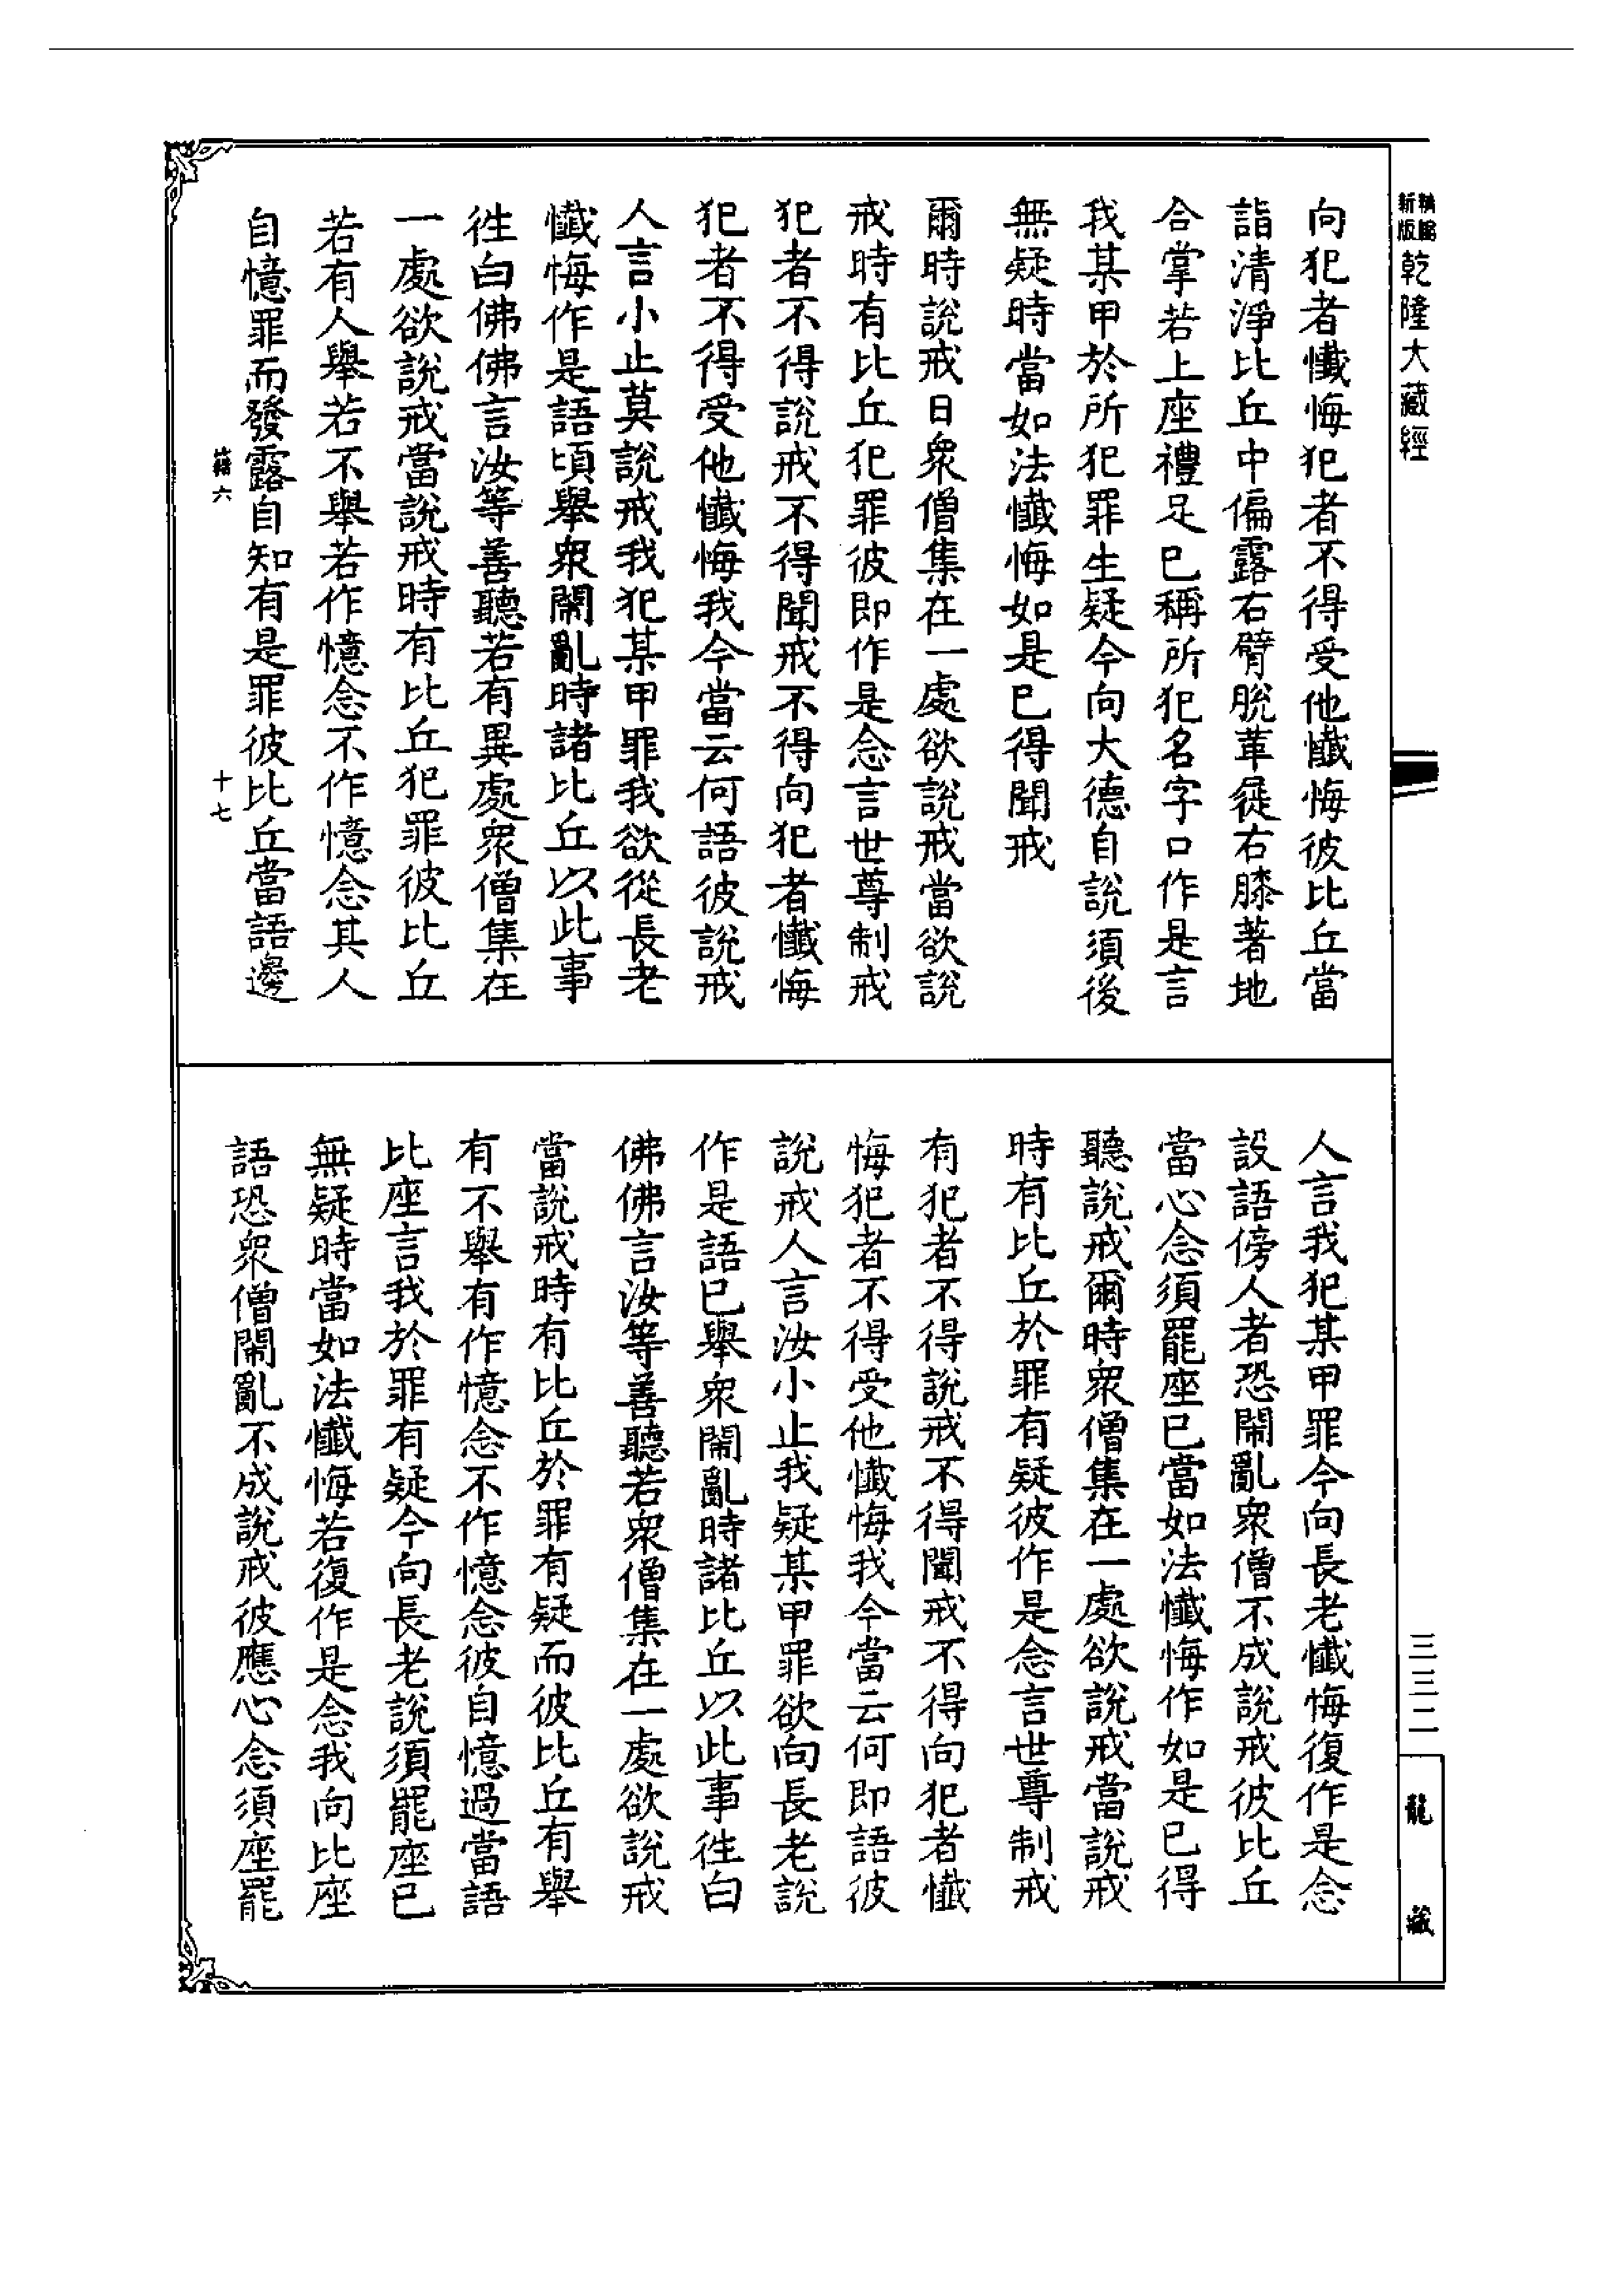 精編
新版
乾隆大藏經
向犯者懺悔犯者不得受他懺悔彼比丘當
詣清淨比丘中偏露右臂脫革屣右膝著地
合掌若上座禮足已稱所犯名字口作是言
我某甲於所犯罪生疑今向大德自說須後
無疑時當如法懺悔如是已得聞戒
爾時說戒日衆僧集在一處欲說戒當欲說
戒時有比丘犯罪彼即作是念言世尊制戒
犯者不得說戒不得聞戒不得向犯者懺悔
犯者不得受他懺悔我今當云何語彼說戒
人言小止莫說戒我犯某甲罪我欲從長老
懺悔作是語頃舉衆鬧亂時諸比丘以此事
徃白佛佛言汝等善聽若有異處衆僧集在
一處欲說戒當說戒時有比丘犯罪彼比丘
若有人舉若不舉若作憶念不作憶念其人
自憶罪而發露自知有是罪彼比丘當語邊
籍六
十七
人言我犯某甲罪今向長老懺悔復作是念
設語傍人者恐鬧亂衆僧不成說戒彼比丘
當心念須罷座已當如法懺悔作如是已得
聽說戒爾時衆僧集在一處欲說戒當說戒
時有比丘於罪有疑彼作是念言世尊制戒
有犯者不得說戒不得聞戒不得向犯者懺
悔犯者不得受他懺悔我今當云何即語彼
說戒人言汝小止我疑某甲罪欲向長老說
作是語已舉衆鬧亂時諸比丘以此事徃白
佛佛言汝等善聽若衆僧集在一處欲說戒
當說戒時有比丘於罪有疑而彼比丘有舉
有不舉有作憶念不作憶念彼自憶過當語
比座言我於罪有疑今向長老說須罷座已
無疑時當如法懺悔若復作是念我向比座
語恐衆僧鬧亂不成說戒彼應心念須座罷
三三二
龍藏